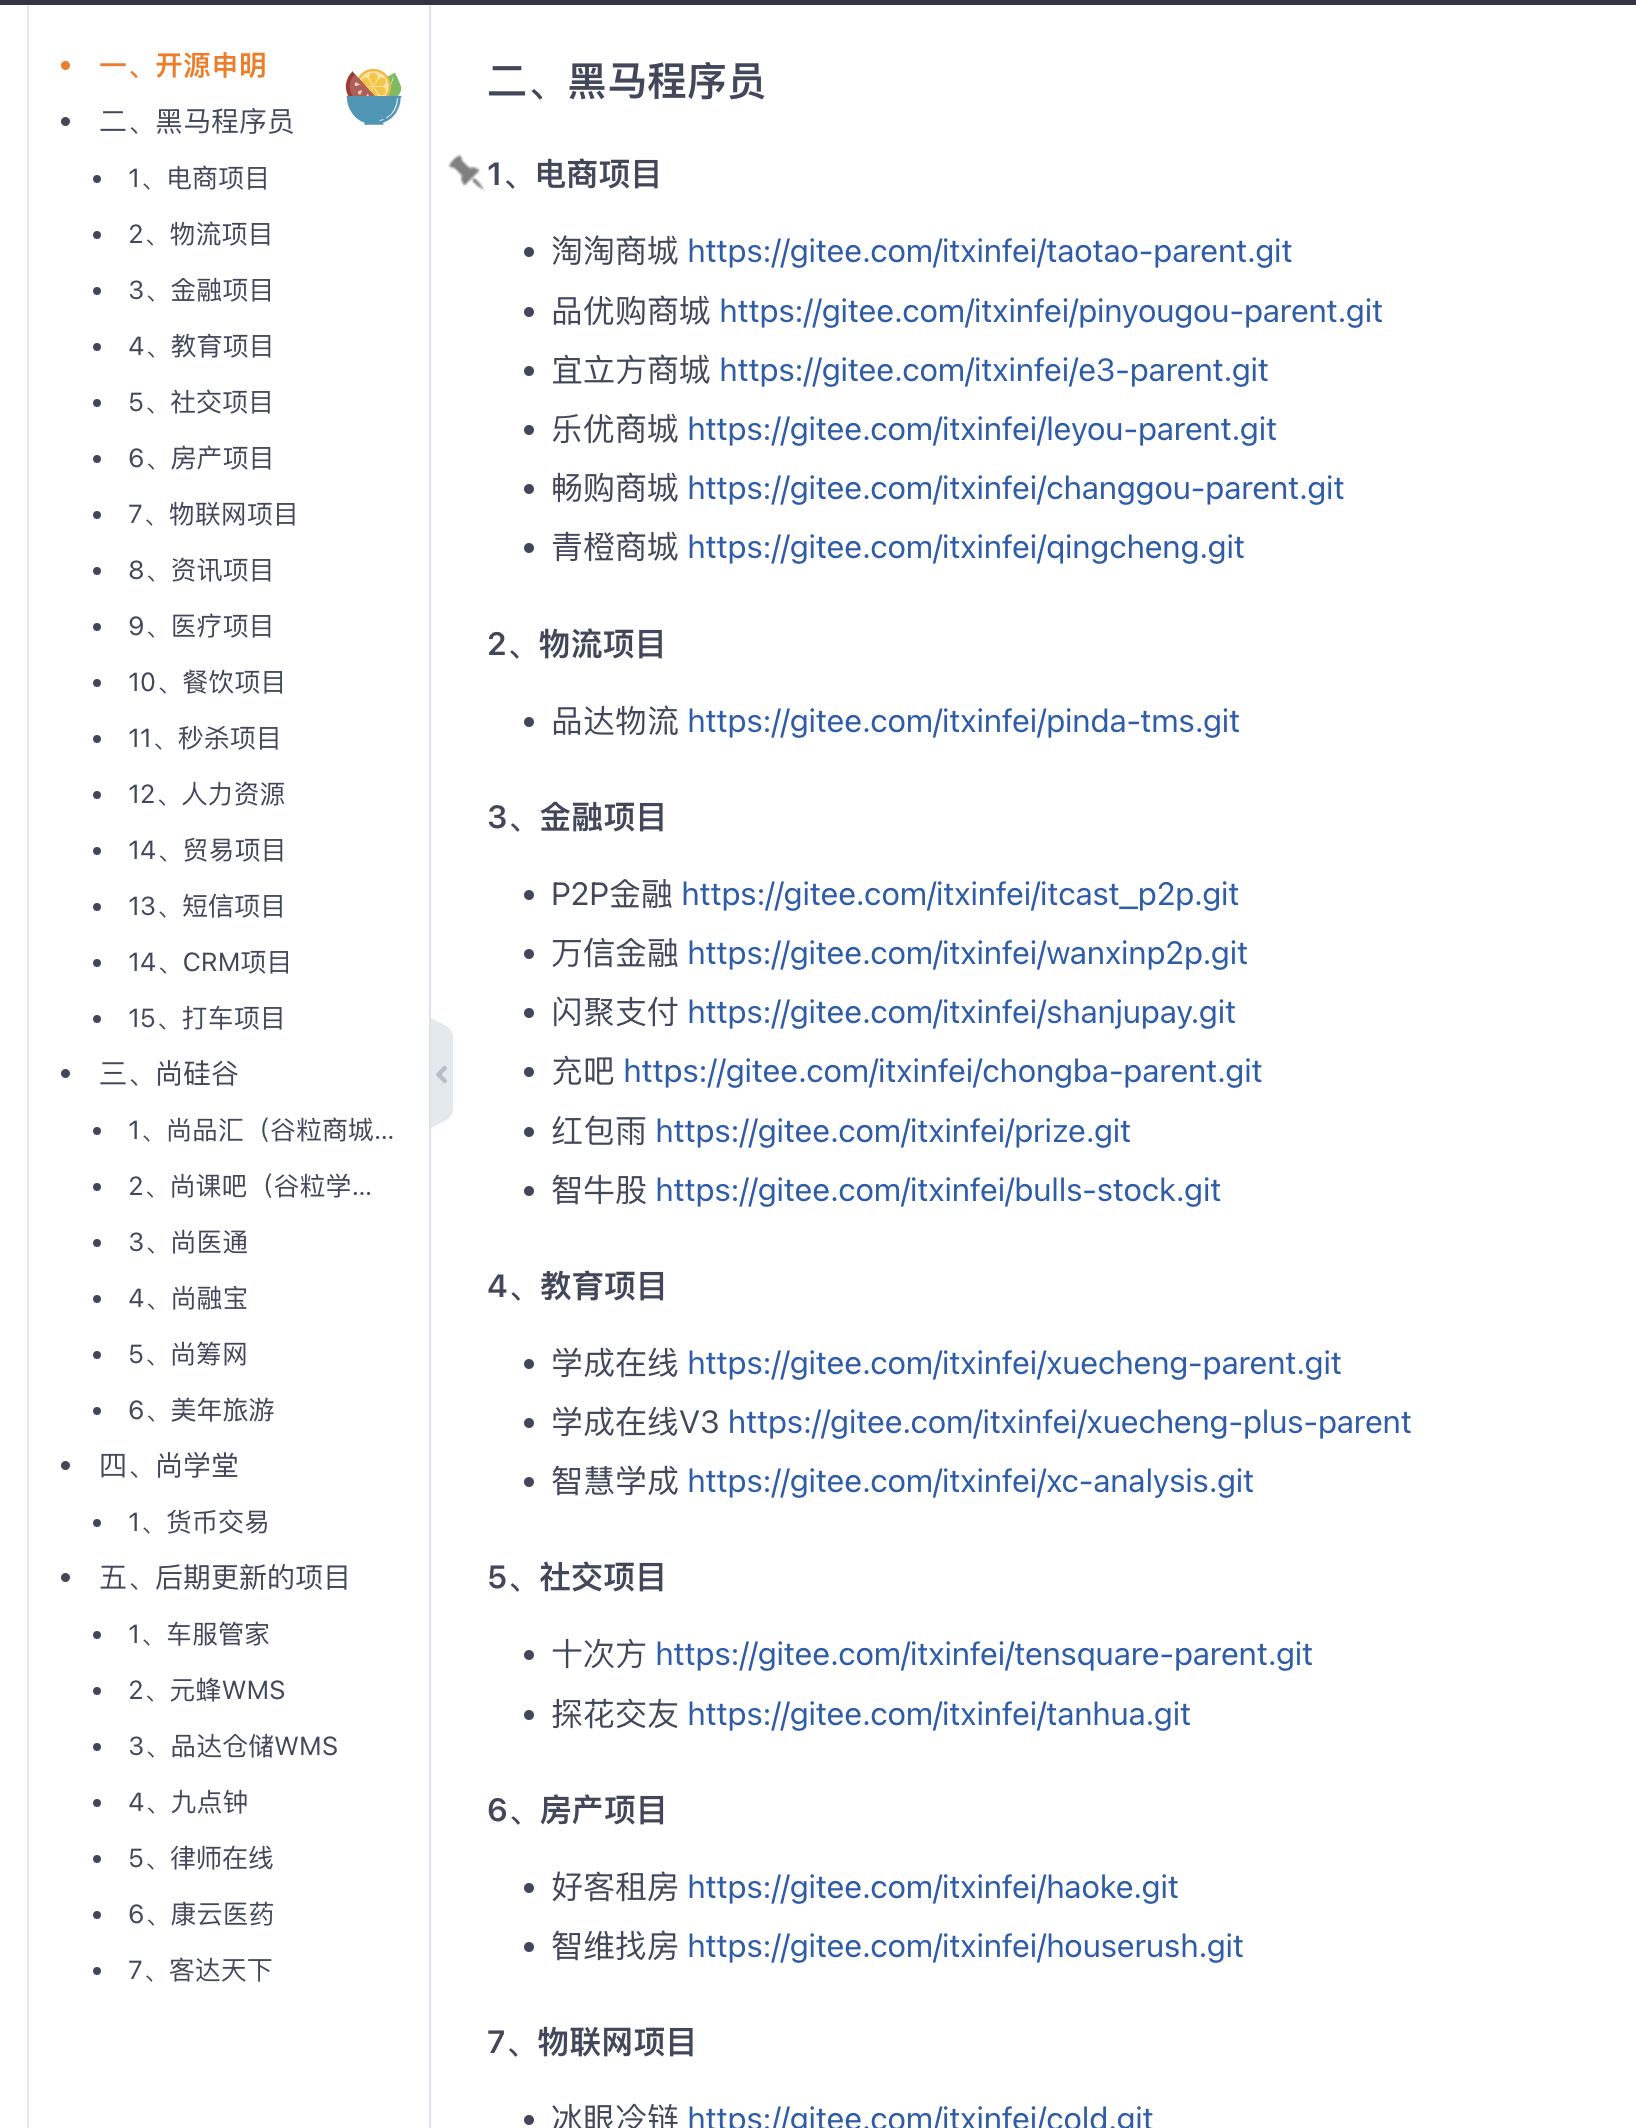 一、开源申明
二、黑马程序员
1、电商项目
2、物流项目
3、金融项目
4、教育项目
5、社交项目
6、房产项目
7、物联网项目
8、资讯项目
9、医疗项目
10、餐饮项目
11、秒杀项目
12、人力资源
14、贸易项目
13、短信项目
14、CRM项目
15、打车项目
三、尚硅谷
1、尚品汇（谷粒商城...
2、尚课吧（谷粒学...
3、尚医通
4、尚融宝
5、尚筹网
6、美年旅游
四、尚学堂
1、货币交易
五、后期更新的项目
1、车服管家
2、元蜂WMS
3、品达仓储WMS
4、九点钟
5、律师在线
6、康云医药
7、客达天下
二、黑马程序员
1、电商项目
淘淘商城 https://gitee.com/itxinfei/taotao-parent.git
品优购商城 https://gitee.com/itxinfei/pinyougou-parent.git
宜立方商城 https://gitee.com/itxinfei/e3-parent.git
乐优商城 https://gitee.com/itxinfei/leyou-parent.git
畅购商城 https://gitee.com/itxinfei/changgou-parent.git
青橙商城 https://gitee.com/itxinfei/qingcheng.git
2、物流项目
品达物流 https://gitee.com/itxinfei/pinda-tms.git
3、金融项目
P2P金融 https://gitee.com/itxinfei/itcast_p2p.git
万信金融 https://gitee.com/itxinfei/wanxinp2p.git
闪聚支付 https://gitee.com/itxinfei/shanjupay.git
充吧 https://gitee.com/itxinfei/chongba-parent.git
红包雨 https://gitee.com/itxinfei/prize.git
智牛股 https://gitee.com/itxinfei/bulls-stock.git
4、教育项目
学成在线 https://gitee.com/itxinfei/xuecheng-parent.git
学成在线V3 https://gitee.com/itxinfei/xuecheng-plus-parent
智慧学成 https://gitee.com/itxinfei/xc-analysis.git
5、社交项目
十次方 https://gitee.com/itxinfei/tensquare-parent.git
探花交友 https://gitee.com/itxinfei/tanhua.git
6、房产项目
好客租房 https://gitee.com/itxinfei/haoke.git
智维找房 https://gitee.com/itxinfei/houserush.git
7、物联网项目
冰眼冷链 https://gitee.com/itxinfei/cold.git